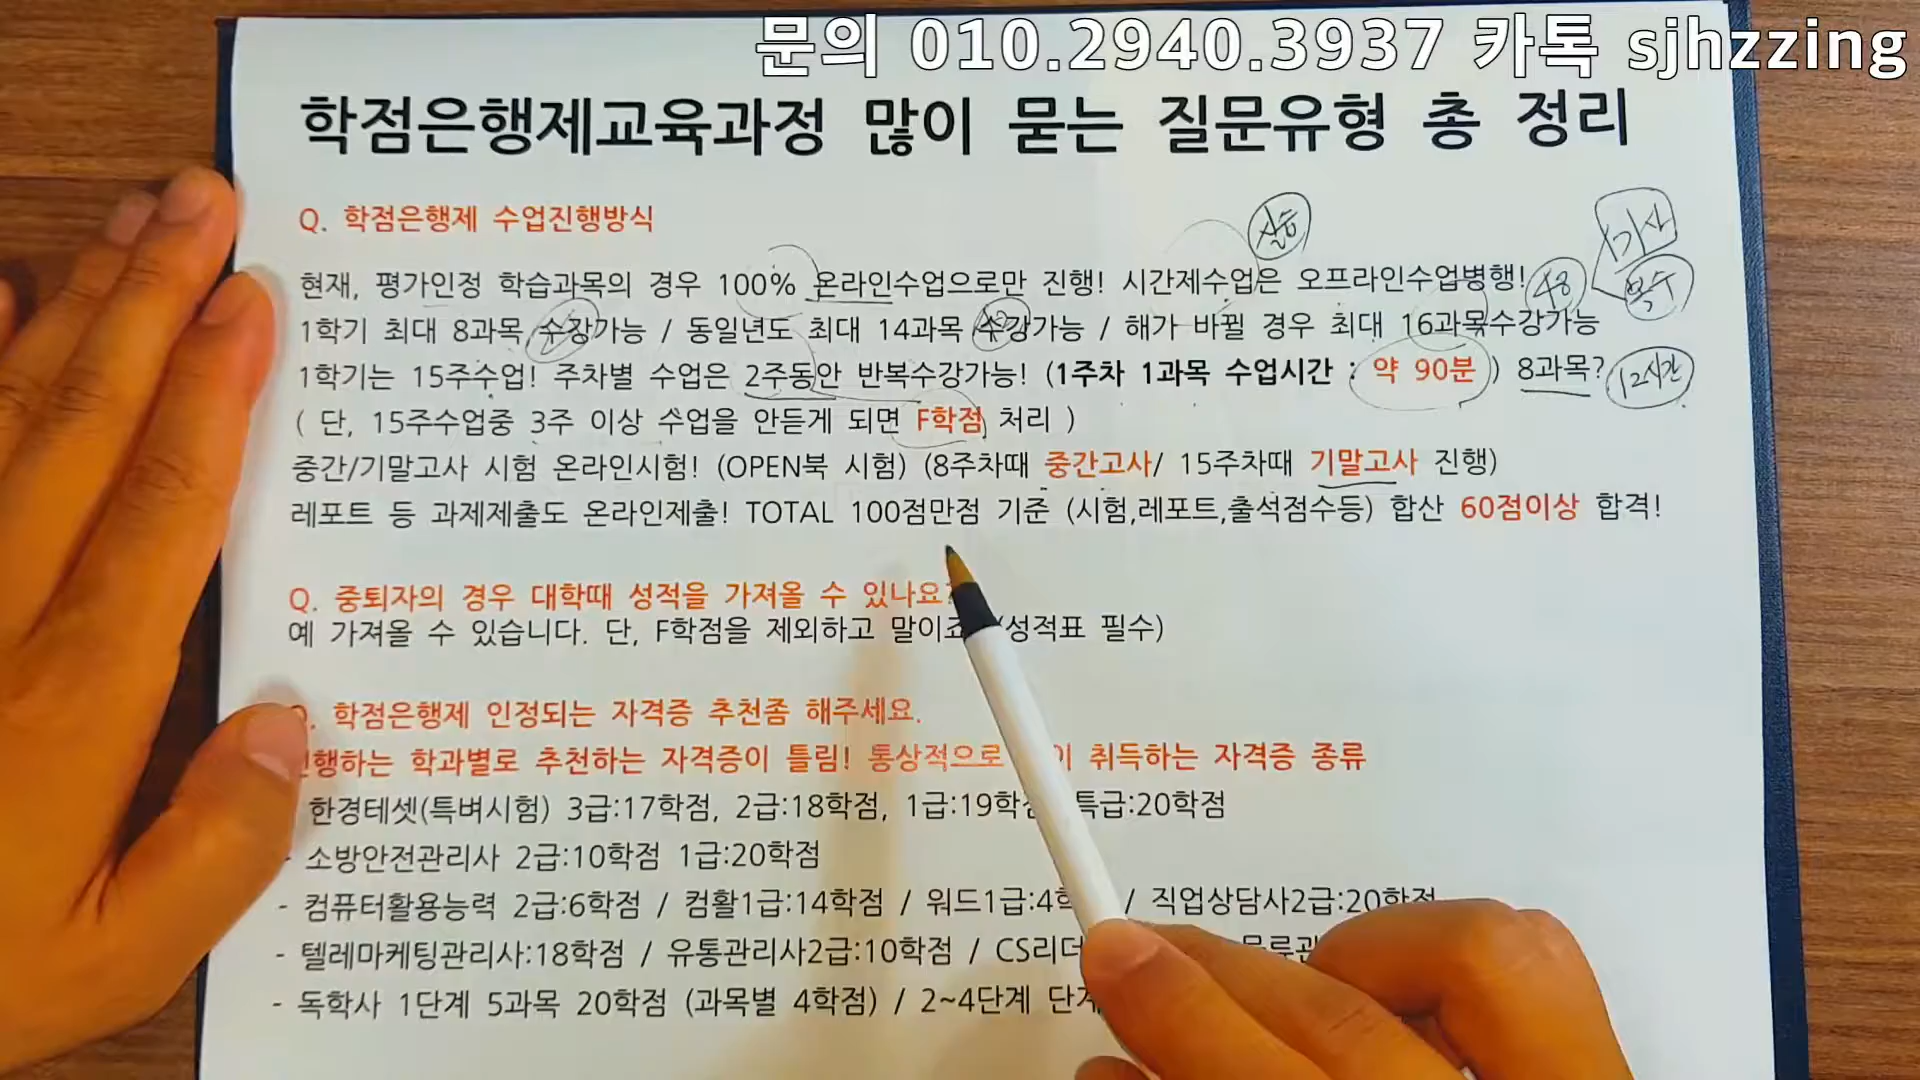 문의 010.2940.3937 카톡 sjhzzing
학점은행제교육과정 많이 묻는 질문유형 총 정리
Q. 학점은행제 수업진행방식
실습
기사
복수
현재, 평가인정 학습과목의 경우 100% 온라인수업으로만 진행! 시간제수업은 오프라인수업병행!
48
1학기 최대 8과목 수강가능 / 동일년도 최대 14과목 수강가능 / 해가 바뀔 경우 최대 16과목수강가능
1학기는 15주수업! 주차별 수업은 2주동안 반복수강가능! (1주차 1과목 수업시간 : 약 90분) 8과목? 12시간
( 단, 15주수업중 3주 이상 수업을 안듣게 되면 F학점 처리 )
중간/기말고사 시험 온라인시험! (OPEN북 시험) (8주차때 중간고사/ 15주차때 기말고사 진행)
레포트 등 과제제출도 온라인제출! TOTAL 100점만점 기준 (시험,레포트,출석점수등) 합산 60점이상 합격!
Q. 중퇴자의 경우 대학때 성적을 가져올 수 있나요?
예 가져올 수 있습니다. 단, F학점을 제외하고 (성적표 필수)
학점은행제 인정되는 자격증 추천좀 해주세요.
학과별로 추천하는 자격증이 틀림! 통상적으로 취득하는 자격증 종류
한경테셋(특벼시험) 3급:17학점, 2급:18학점, 1급:19학점 특급:20학점
- 소방안전관리사 2급:10학점 1급:20학점
- 컴퓨터활용능력 2급:6학점 / 컴활1급:14학점 / 워드1급: / 직업상담사2급:20학점
- 텔레마케팅관리사:18학점 / 유통관리사2급:10학점 /
- 독학사 1단계 5과목 20학점 (과목별 4학점) / 2~4단계